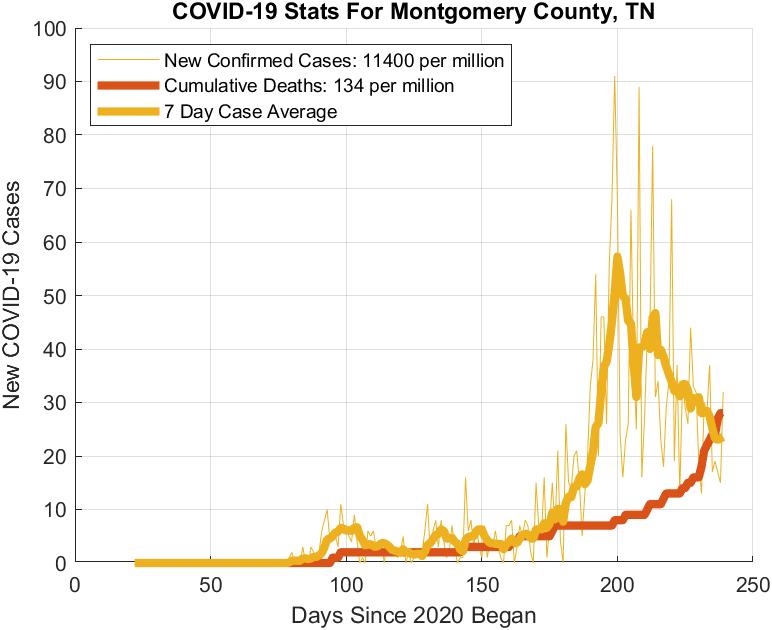 COVID-19 Stats For Montgomery County, TN
New Confirmed Cases: 11400 per million
Cumulative Deaths: 134 per million
7 Day Case Average
New COVID-19 Cases
100
90
80
70
60
50
40
30
20
10
0
0 50 100 150 200 250
Days Since 2020 Began